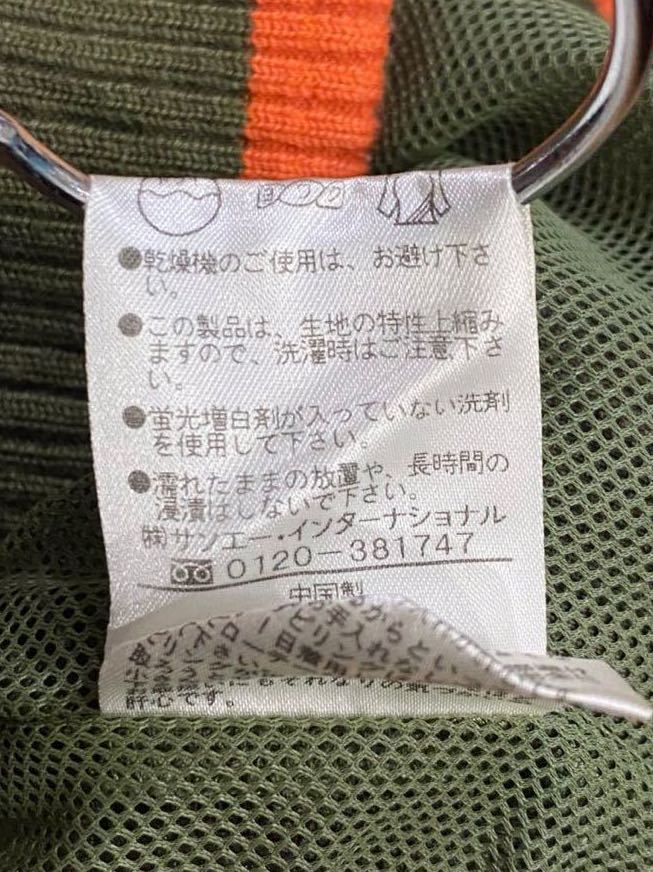 ●乾燥機のご使用は、お避け下さ
い。
●この製品は、生地の特性上縮み
ますので、洗濯時はご注意下さ
い。
●蛍光増白剤が入っていない洗剤
を使用して下さい。
●濡れたままの放置や、長時間の
浸漬はしないで下さい。
㈱サンエー・インターナショナル
0120-381747
中国製
肝心です。